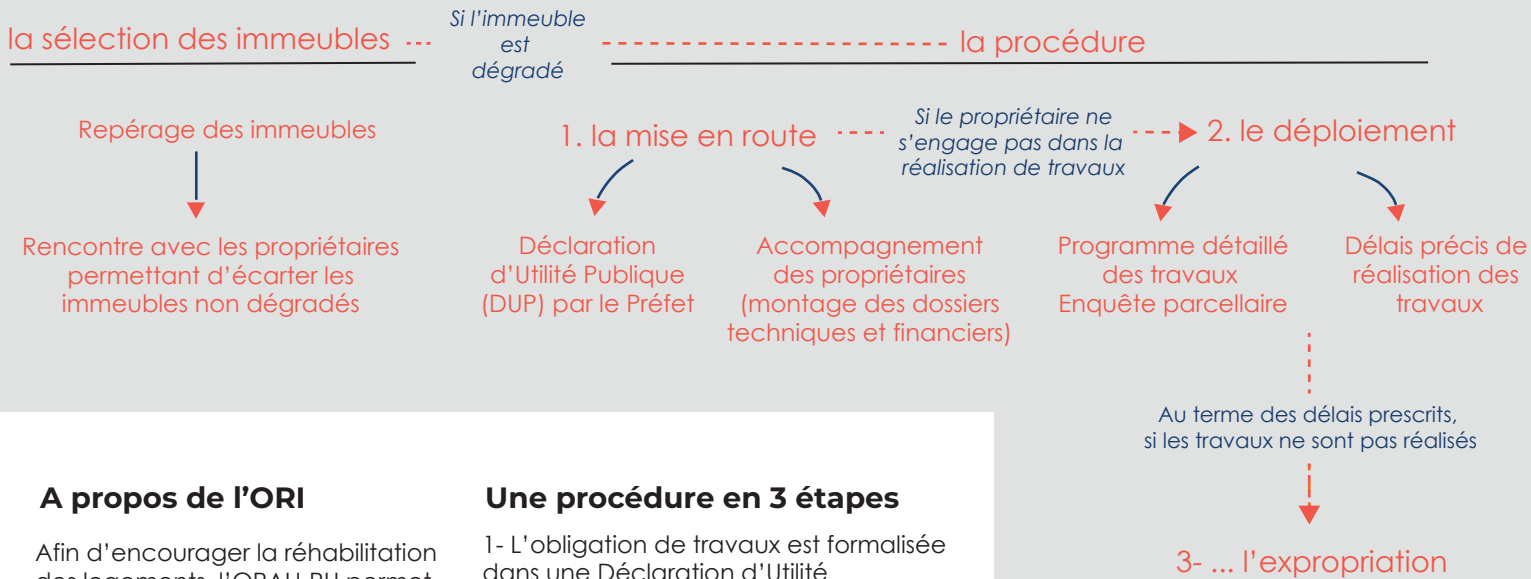 la sélection des immeubles
Si l'immeuble
est
dégradé
la procédure
Repérage des immeubles
Rencontre avec les propriétaires
permettant d'écarter les
immeubles non dégradés
1. la mise en route
Si le propriétaire ne
s'engage pas dans la
réalisation de travaux
2. le déploiement
Déclaration
d'Utilité Publique
(DUP) par le Préfet
Accompagnement
des propriétaires
(montage des dossiers
techniques et financiers)
Programme détaillé
des travaux
Enquête parcellaire
Délais précis de
réalisation des
travaux
Au terme des délais prescrits,
si les travaux ne sont pas réalisés
3- ... l'expropriation
A propos de l'ORI
Afin d'encourager la réhabilitation
des logements, l'OPAH-RU permet
Une procédure en 3 étapes
1- L'obligation de travaux est formalisée
dans une Déclaration d'Utilité